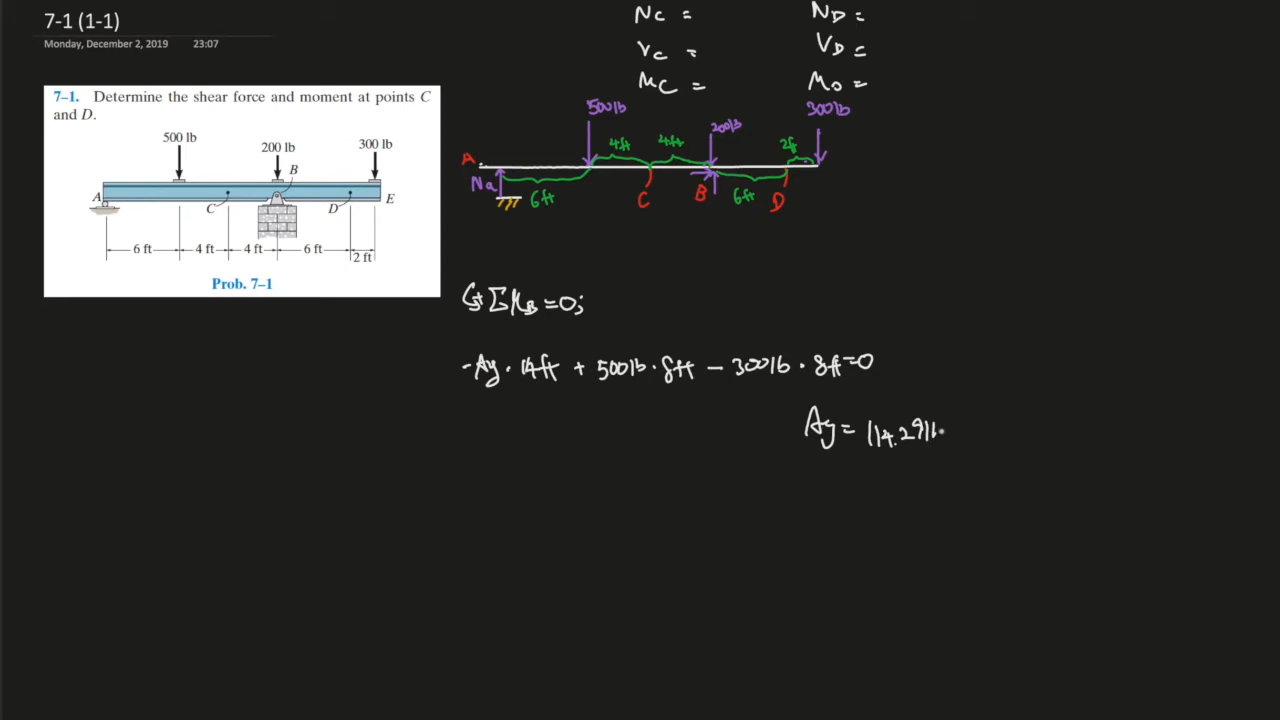 7-1 (1-1)
Monday, December 2, 2019 23:07
7–1. Determine the shear force and moment at points C
and D.
500 lb
200 lb
300 lb
B
A
C
D
E
6 ft
4 ft
4 ft
6 ft
2 ft
Prob. 7–1
Nc =
ND =
Vc =
VD =
Mc =
MD =
500lb
200lb
300lb
4ft
4ft
2ft
A
Na
6ft
C
B
6ft
D
↺+ ΣMB = 0;
-Ay · 14ft + 500lb · 8ft - 300lb · 8ft = 0
Ay = 114.29lb